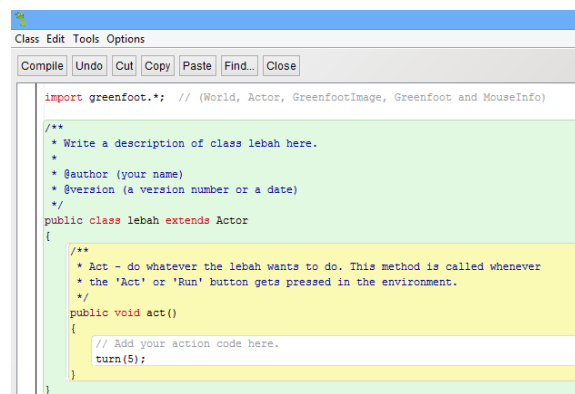 Class Edit Tools Options
Compile Undo Cut Copy Paste Find... Close
import greenfoot.*;  // (World, Actor, GreenfootImage, Greenfoot and MouseInfo)
/**
 * Write a description of class lebah here.
 *
 * @author (your name)
 * @version (a version number or a date)
 */
public class lebah extends Actor
{
/**
 * Act - do whatever the lebah wants to do. This method is called whenever
 * the 'Act' or 'Run' button gets pressed in the environment.
 */
public void act()
{
// Add your action code here.
turn(5);
}
}